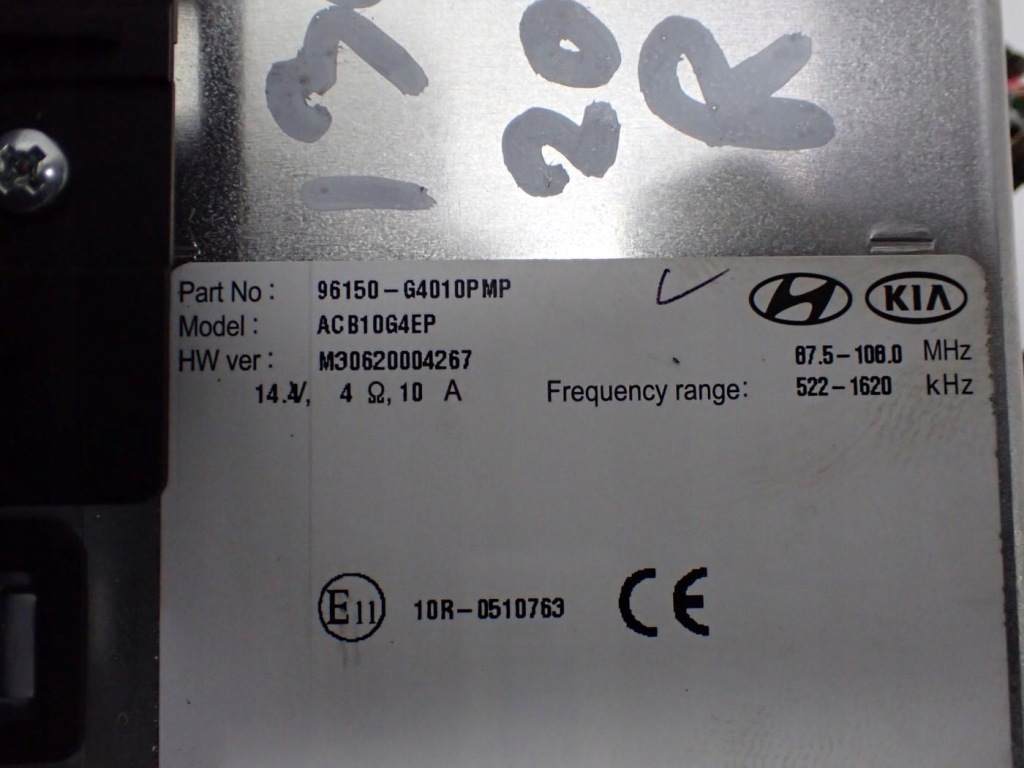 20
R
Part No : 96150-G4010PMP
Model : ACB10G4EP
HW ver : M30620004267
14.4V, 4 Ω, 10 A
KIA
87.5-108.0 MHz
Frequency range: 522-1620 kHz
E11 10R-0510763 CE